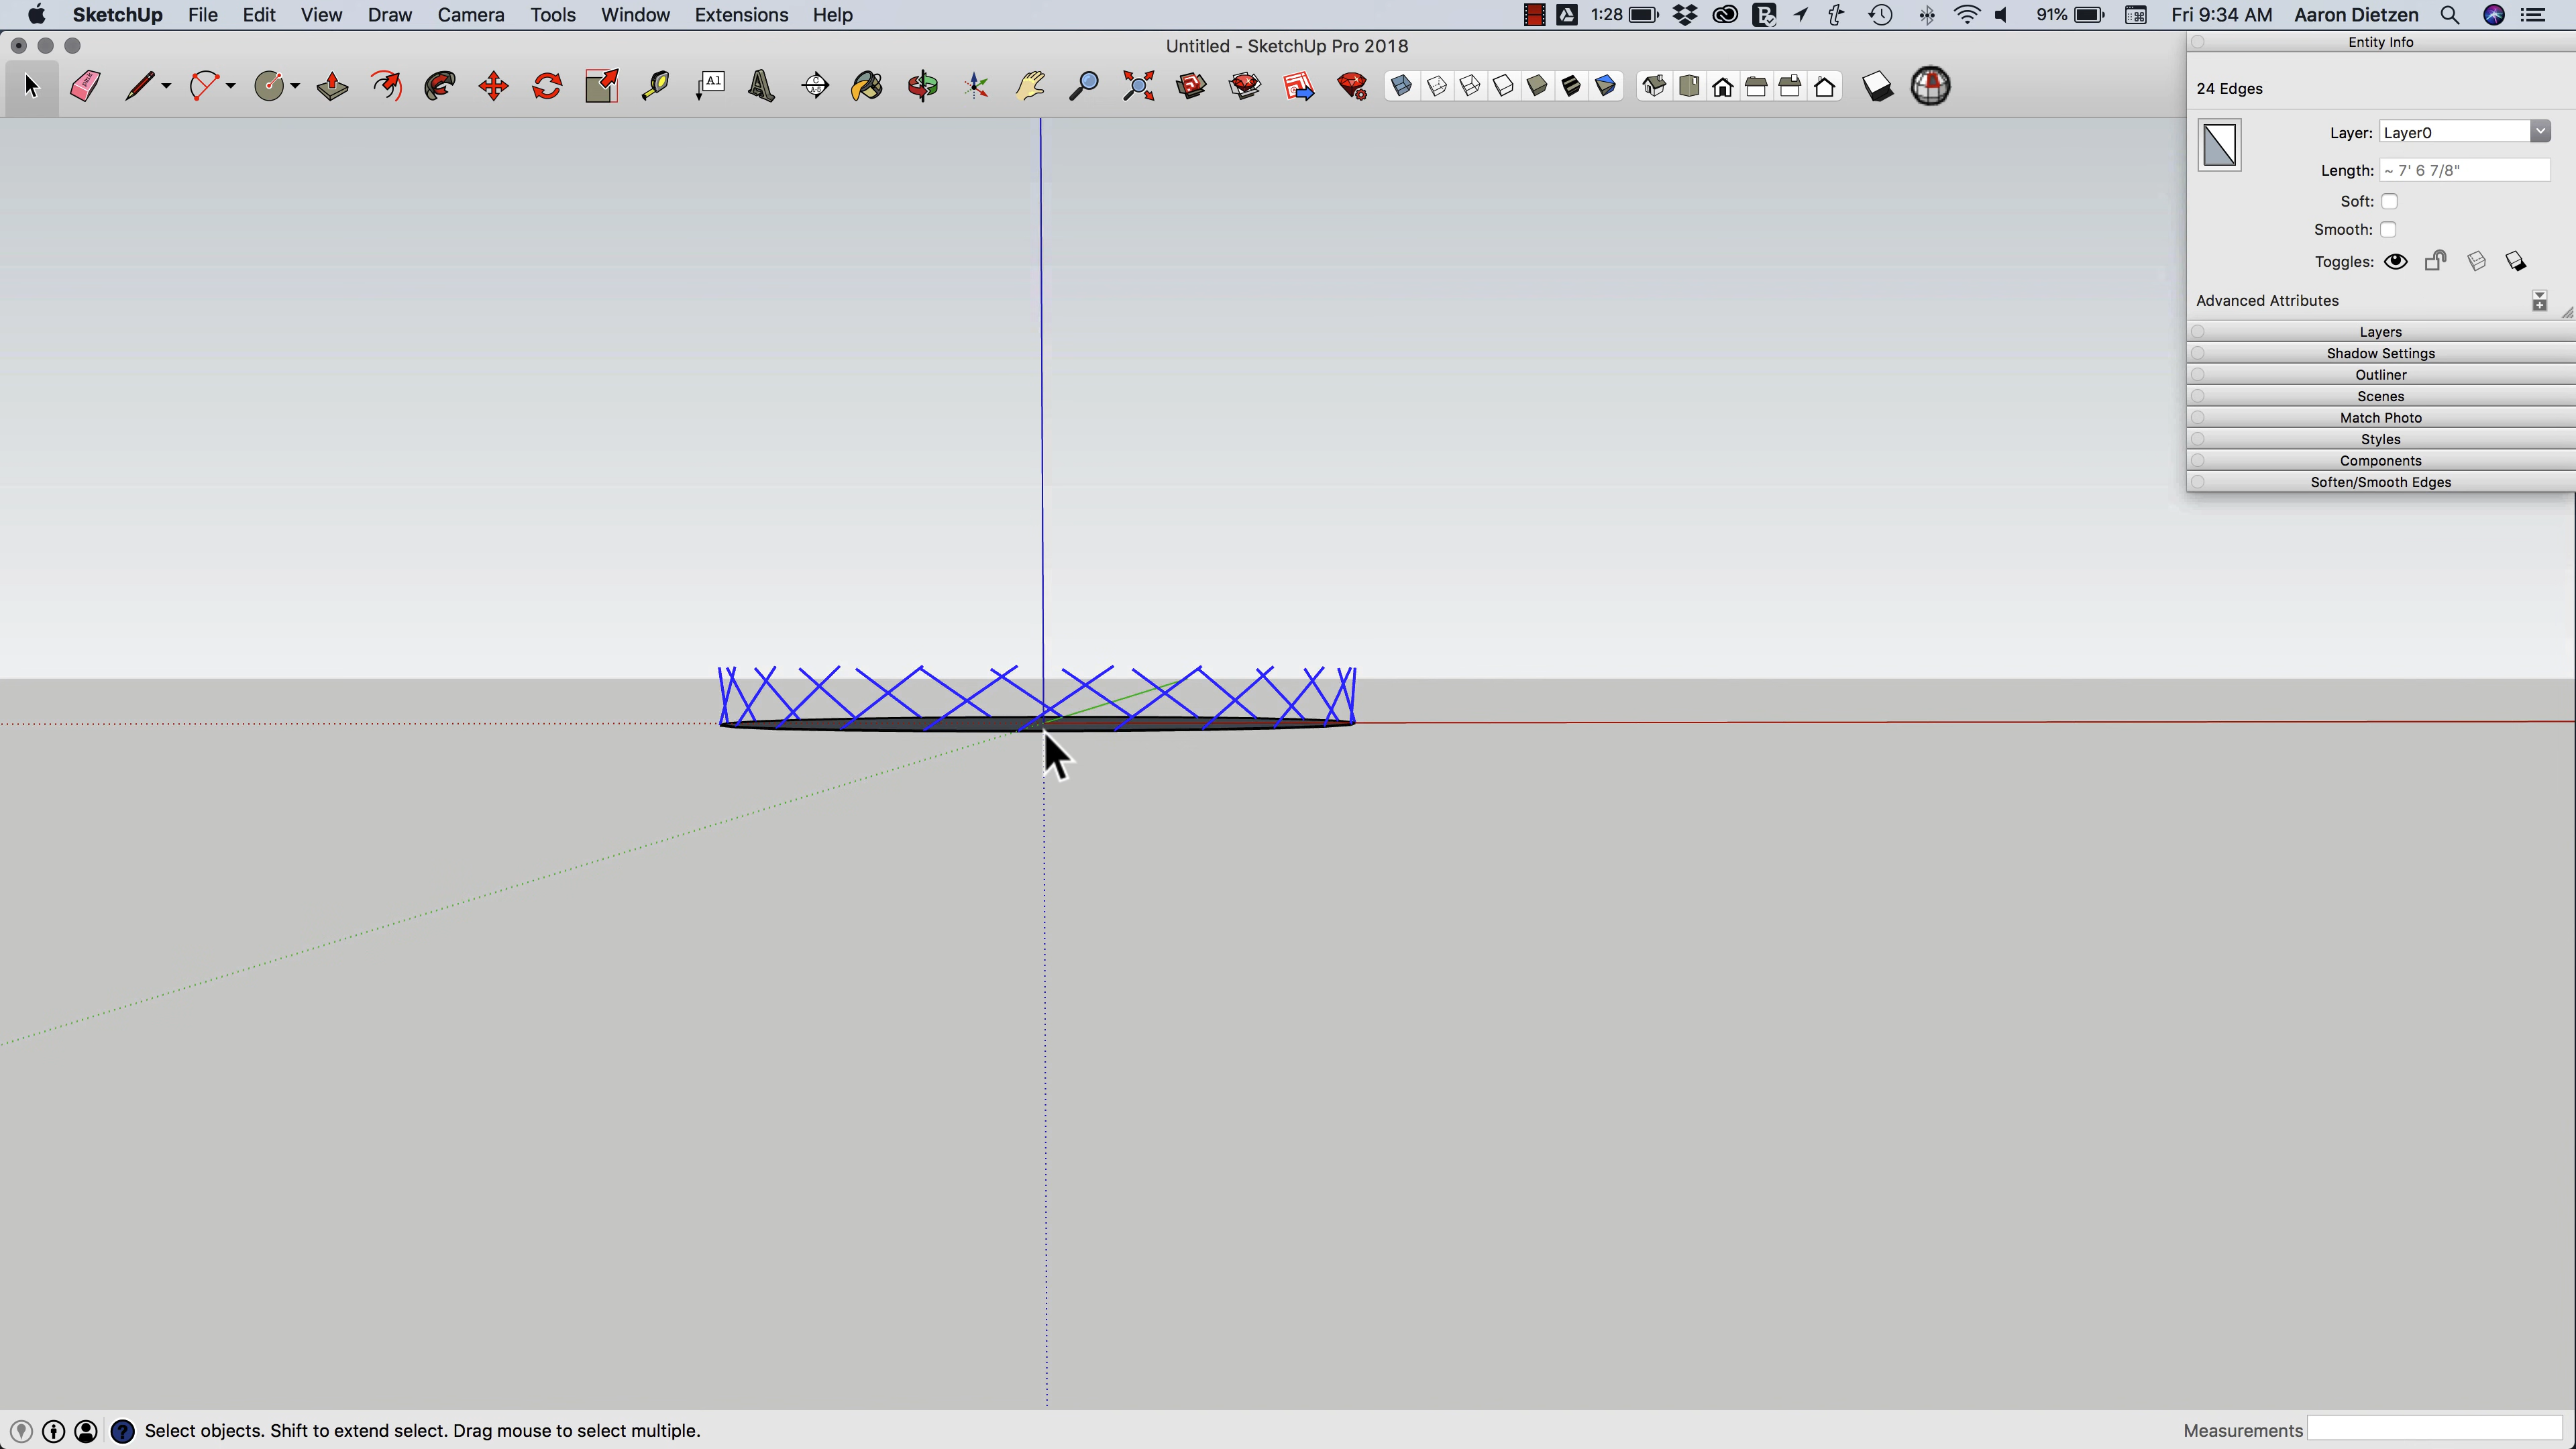 SketchUp File Edit View Draw Camera Tools Window Extensions Help 1:28 91% Fri 9:34 AM Aaron Dietzen
Untitled - SketchUp Pro 2018
A1
Entity Info
24 Edges
Layer: Layer0
Length: ~ 7' 6 7/8"
Soft:
Smooth:
Toggles:
Advanced Attributes
Layers
Shadow Settings
Outliner
Scenes
Match Photo
Styles
Components
Soften/Smooth Edges
Select objects. Shift to extend select. Drag mouse to select multiple.
Measurements